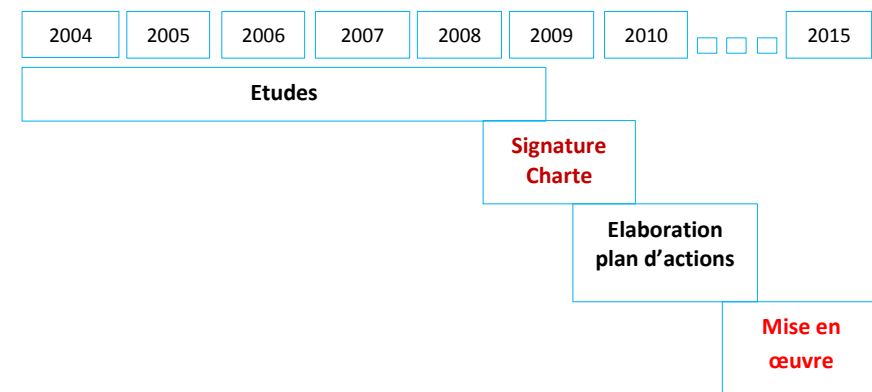 2004 2005 2006 2007 2008 2009 2010 2015
Etudes
Signature
Charte
Elaboration
plan d’actions
Mise en
œuvre